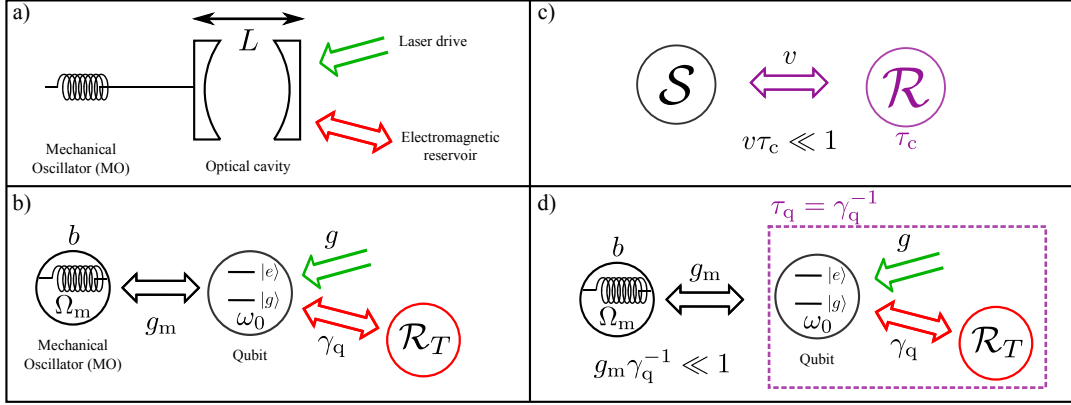 a)
L
Laser drive
Mechanical
Oscillator (MO)
Optical cavity
Electromagnetic
reservoir
b)
b
Ω_m
g_m
|e⟩
|g⟩
ω_0
g
γ_q
R_T
Mechanical
Oscillator (MO)
Qubit
c)
S
v
R
τ_c
vτ_c ≪ 1
d)
τ_q = γ_q^{-1}
b
Ω_m
g_m
g_m γ_q^{-1} ≪ 1
|e⟩
|g⟩
ω_0
Qubit
g
γ_q
R_T